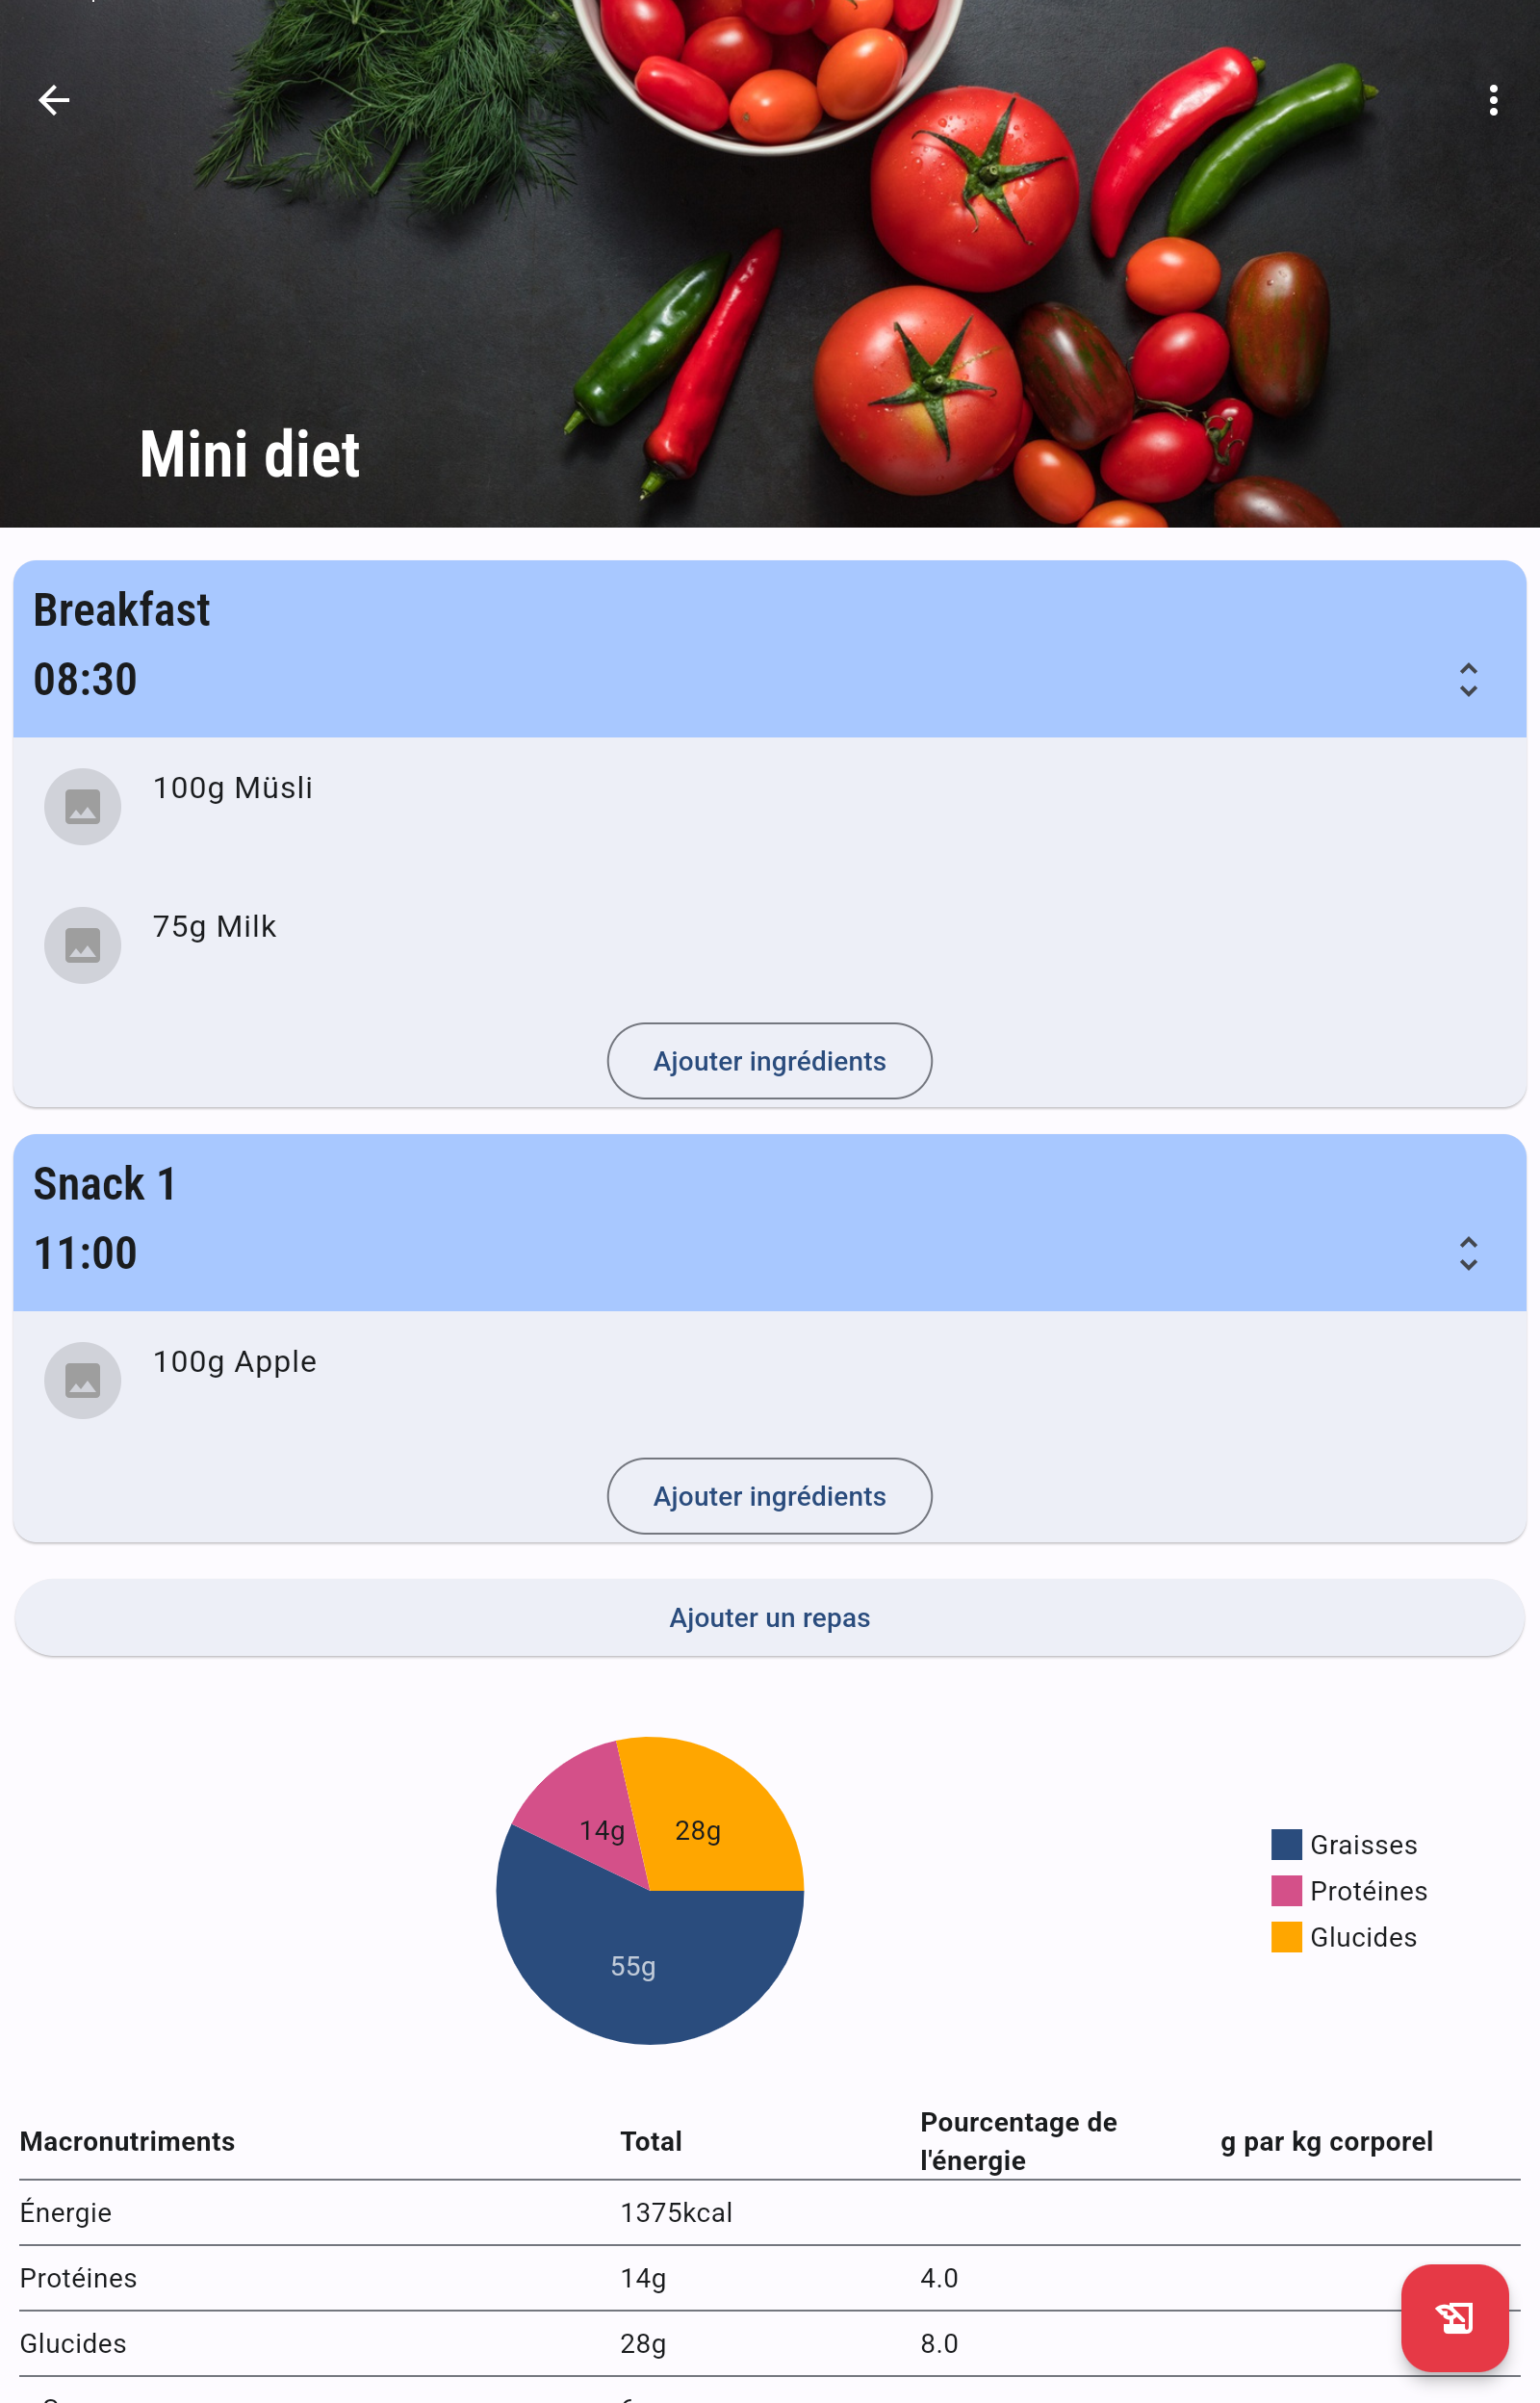 Mini diet
Breakfast
08:30
100g Müsli
75g Milk
Ajouter ingrédients
Snack 1
11:00
100g Apple
Ajouter ingrédients
Ajouter un repas
14g
28g
55g
Graisses
Protéines
Glucides
Macronutriments
Total
Pourcentage de
l'énergie
g par kg corporel
Énergie
1375kcal
Protéines
14g
4.0
Glucides
28g
8.0